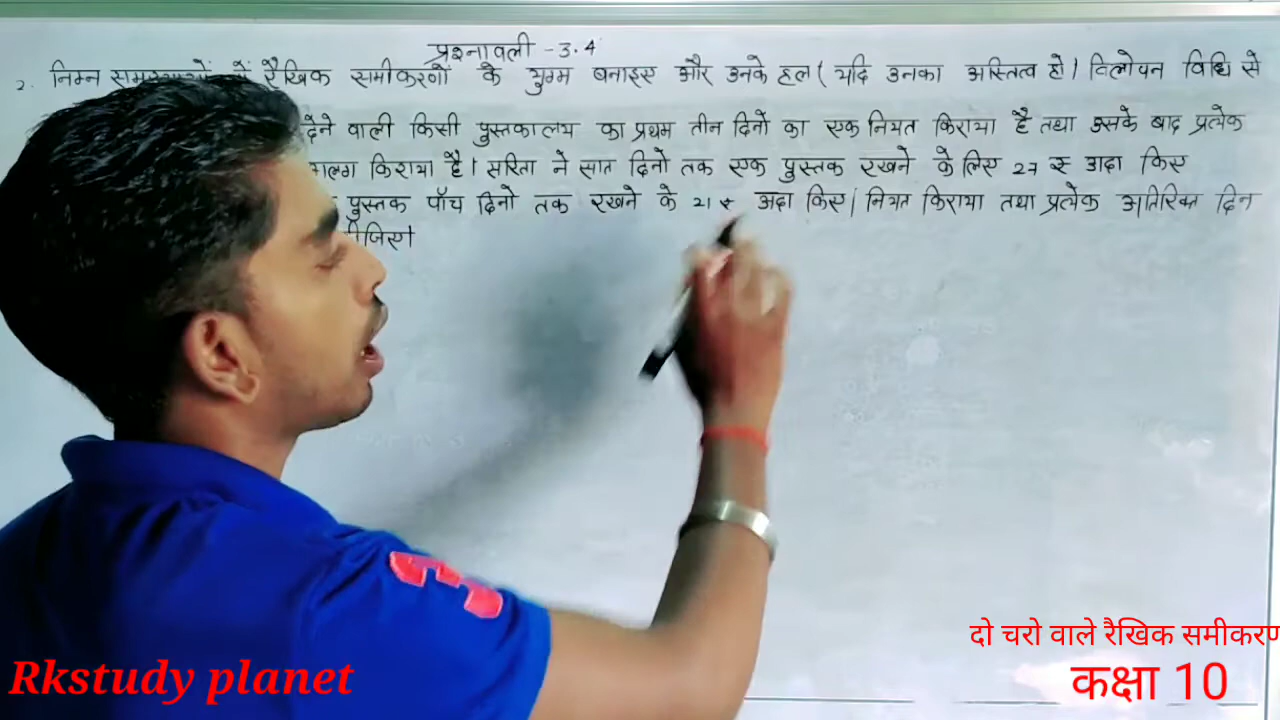 प्रश्नावली - 3.4
2. निम्न समस्याओं में रैखिक समीकरणों के युग्म बनाइए और उनके हल ( यदि उनका अस्तित्व हो । विलोपन विधि से
देने वाली किसी पुस्तकालय का प्रथम तीन दिनों का एक नियत किराया है तथा उसके बाद प्रत्येक
अलग किराया है । सरिता ने सात दिनों तक एक पुस्तक रखने के लिए 27 रु अदा किए
पुस्तक पाँच दिनो तक रखने के 21 रु अदा किए । नियत किराया तथा प्रत्येक अतिरिक्त दिन
कीजिए।
दो चरो वाले रैखिक समीकरण
Rkstudy planet
कक्षा 10